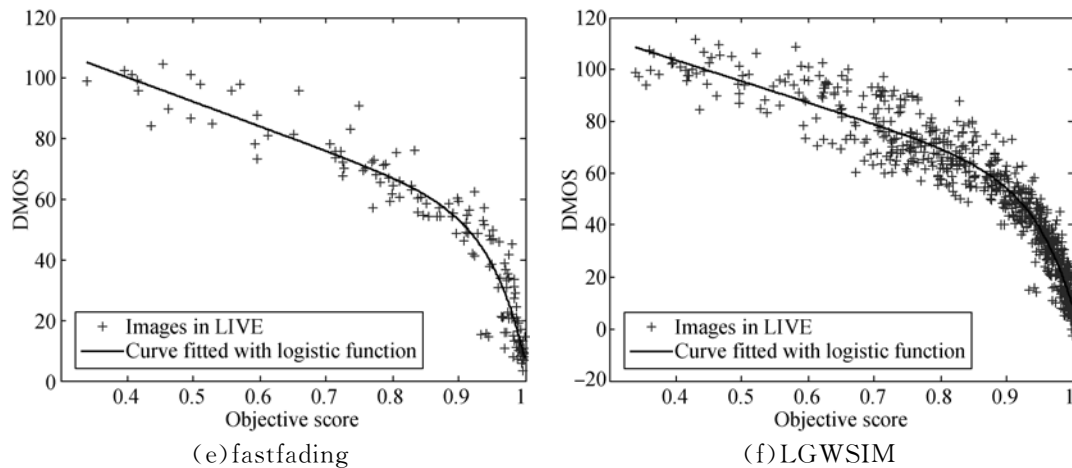 120
100
80
60
40
20
0
DMOS
0.4 0.5 0.6 0.7 0.8 0.9 1
Objective score
+ Images in LIVE
Curve fitted with logistic function
(e)fastfading
120
100
80
60
40
20
0
−20
DMOS
0.4 0.5 0.6 0.7 0.8 0.9 1
Objective score
+ Images in LIVE
Curve fitted with logistic function
(f)LGWSIM